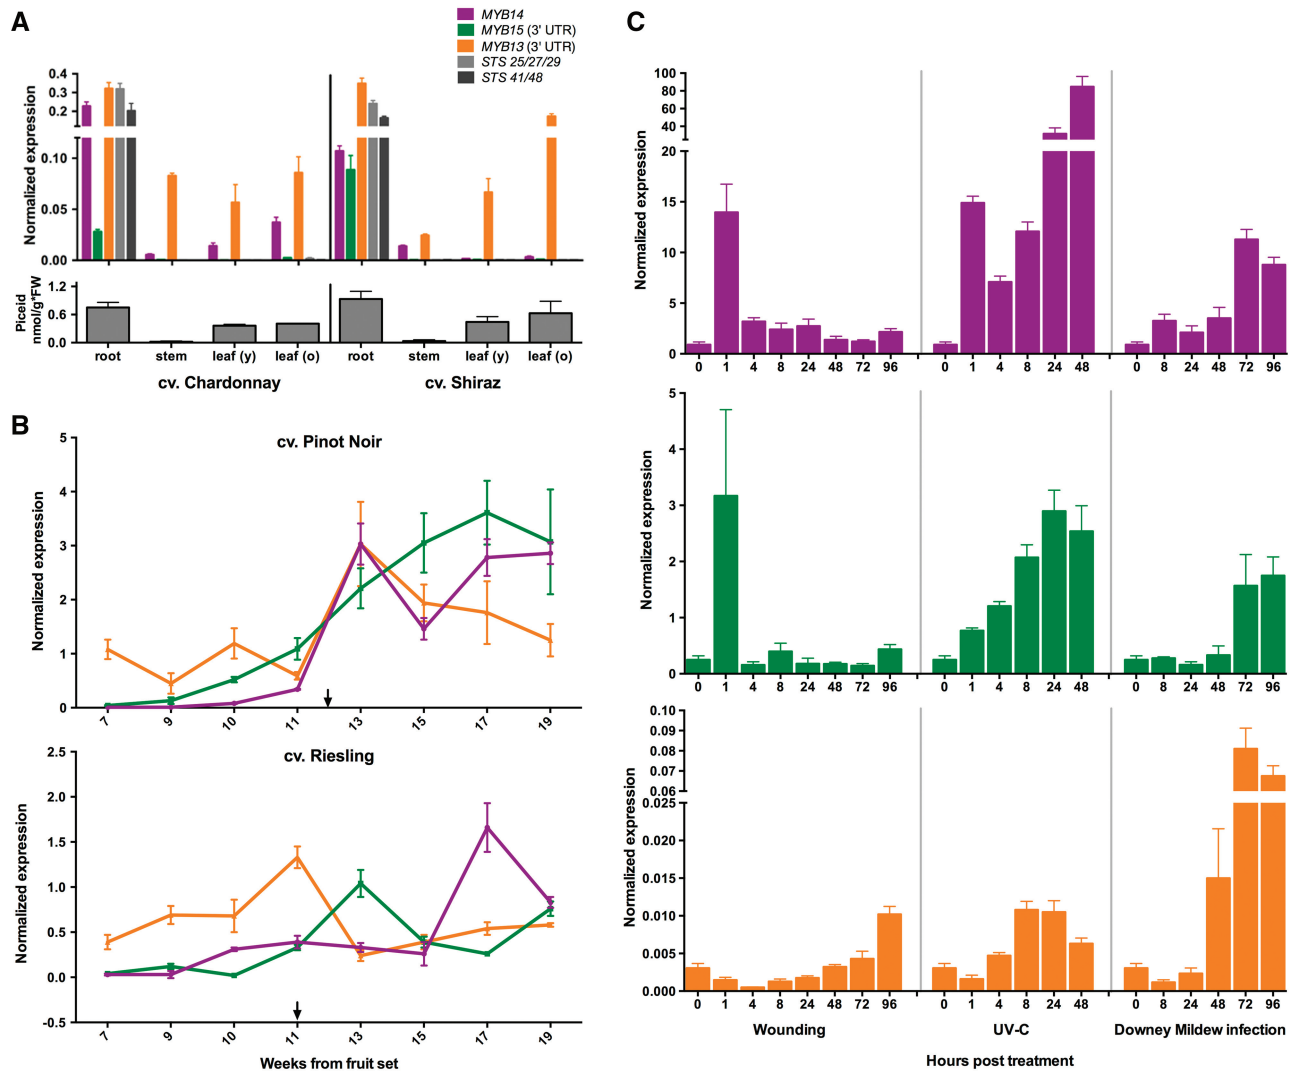 A
MYB14
MYB15 (3' UTR)
MYB13 (3' UTR)
STS 25/27/29
STS 41/48
Normalized expression
0.4
0.3
0.2
0.10
0.05
0.00
Piceid
nmol/g*FW
1.2
0.6
0.0
root stem leaf (y) leaf (o) root stem leaf (y) leaf (o)
cv. Chardonnay cv. Shiraz
B
cv. Pinot Noir
Normalized expression
5
4
3
2
1
0
7 9 10 11 13 15 17 19
cv. Riesling
Normalized expression
2.5
2.0
1.5
1.0
0.5
0.0
-0.5
7 9 10 11 13 15 17 19
Weeks from fruit set
C
Normalized expression
100
80
60
40
20
15
10
5
0
0 1 4 8 24 48 72 96 0 1 4 8 24 48 0 8 24 48 72 96
Normalized expression
5
4
3
2
1
0
0 1 4 8 24 48 72 96 0 1 4 8 24 48 0 8 24 48 72 96
Normalized expression
0.10
0.09
0.08
0.07
0.06
0.025
0.020
0.015
0.010
0.005
0.000
0 1 4 8 24 48 72 96 0 1 4 8 24 48 0 8 24 48 72 96
Wounding UV-C Downey Mildew infection
Hours post treatment